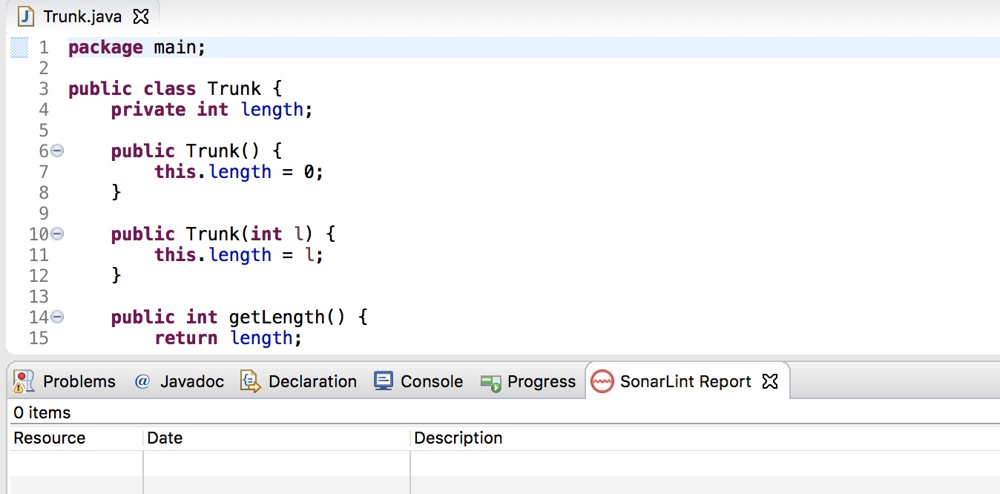 Trunk.java
1 package main;
2
3 public class Trunk {
4     private int length;
5
6     public Trunk() {
7         this.length = 0;
8     }
9
10     public Trunk(int l) {
11         this.length = l;
12     }
13
14     public int getLength() {
15         return length;
Problems @ Javadoc Declaration Console Progress SonarLint Report
0 items
Resource Date Description